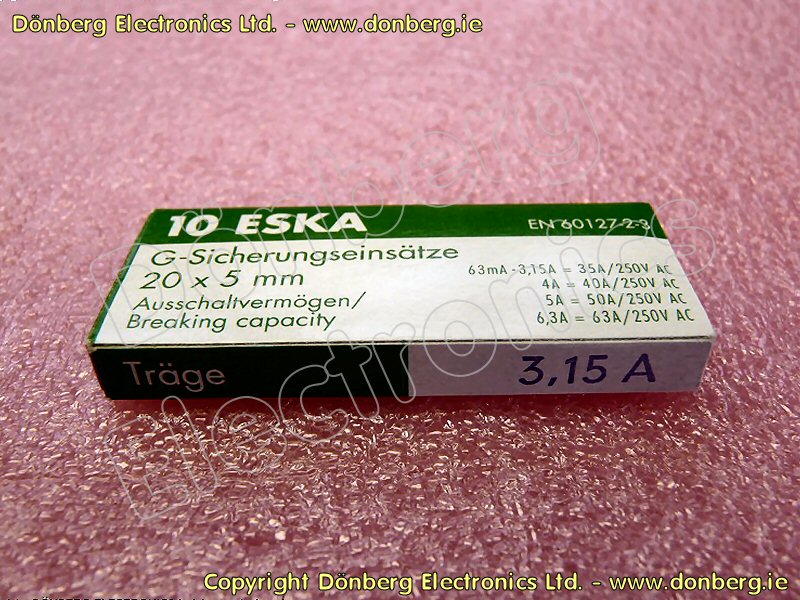 Dönberg Electronics Ltd. - www.donberg.ie
Dönberg
Electronics
10 ESKA
EN 60127-2-3
G-Sicherungseinsätze
20 x 5 mm
Ausschaltvermögen/
Breaking capacity
63mA - 3,15A = 35A/250V AC
4A = 40A/250V AC
5A = 50A/250V AC
6,3A = 63A/250V AC
Träge
3,15 A
Copyright Dönberg Electronics Ltd. - www.donberg.ie